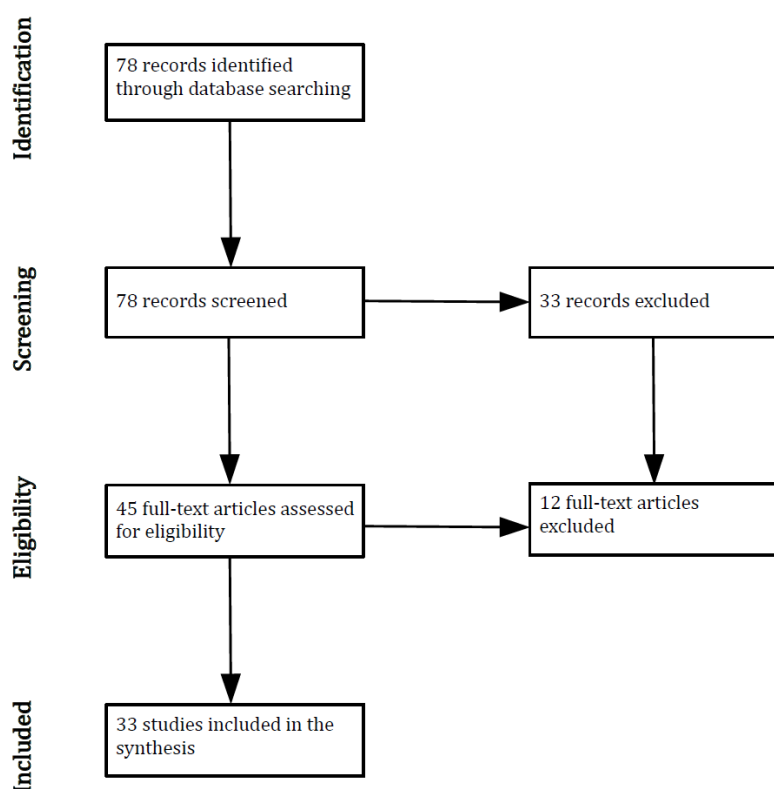 Identification
78 records identified
through database searching
Screening
78 records screened
33 records excluded
Eligibility
45 full-text articles assessed
for eligibility
12 full-text articles
excluded
Included
33 studies included in the
synthesis